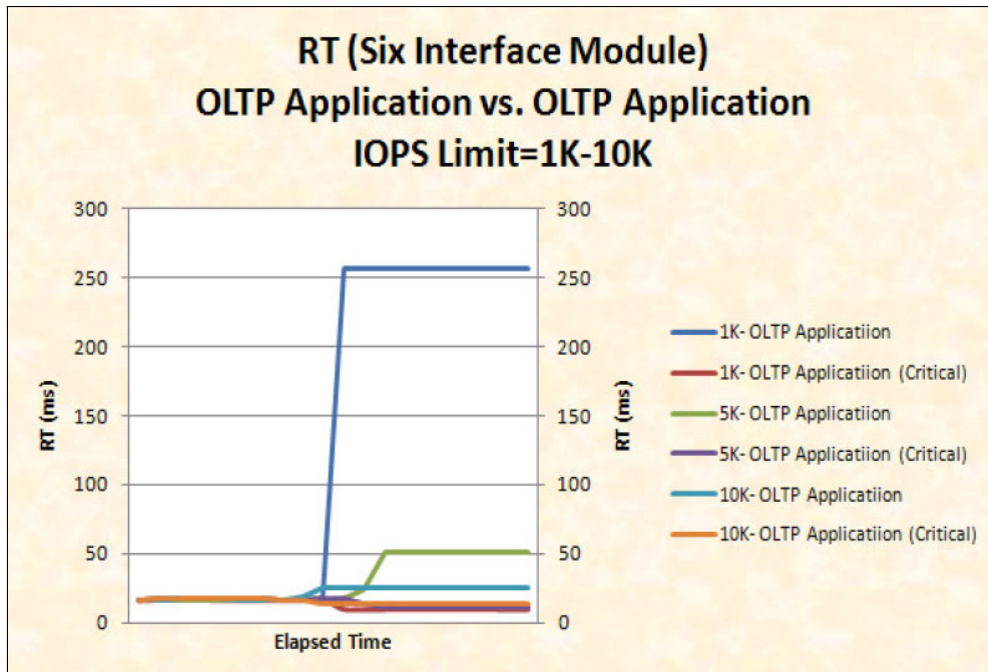 RT (Six Interface Module)
OLTP Application vs. OLTP Application
IOPS Limit=1K-10K
300
250
200
150
100
50
0
RT (ms)
Elapsed Time
300
250
200
150
100
50
0
RT (ms)
1K- OLTP Applicatiion
1K- OLTP Applicatiion (Critical)
5K- OLTP Applicatiion
5K- OLTP Applicatiion (Critical)
10K- OLTP Applicatiion
10K- OLTP Applicatiion (Critical)